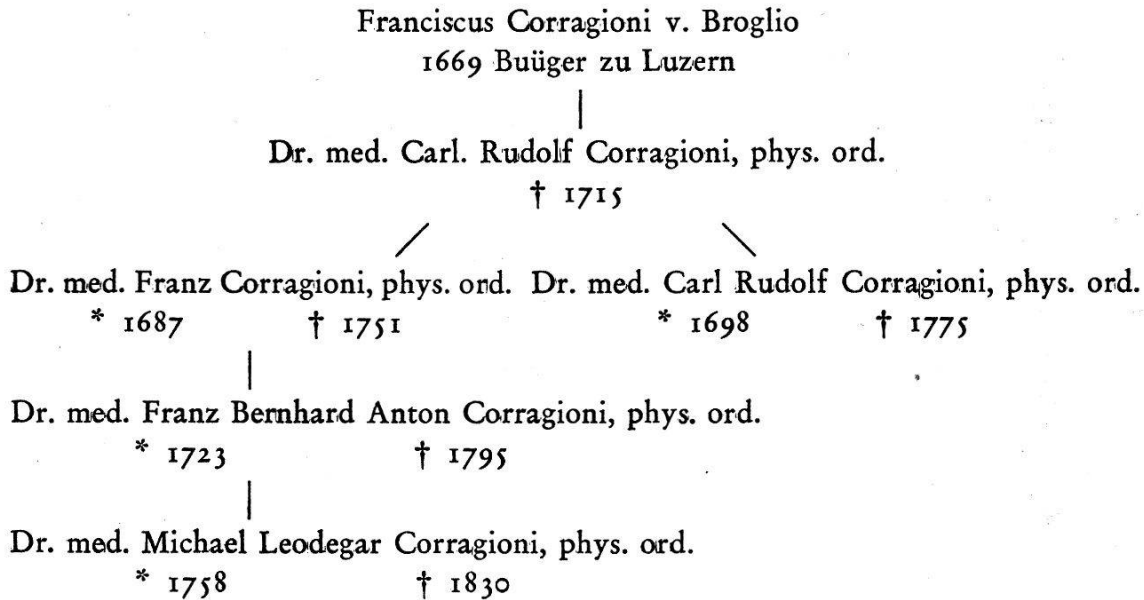 Franciscus Corragioni v. Broglio
1669 Buüger zu Luzern
Dr. med. Carl. Rudolf Corragioni, phys. ord.
† 1715
Dr. med. Franz Corragioni, phys. ord. Dr. med. Carl Rudolf Corragioni, phys. ord.
* 1687 † 1751 * 1698 † 1775
Dr. med. Franz Bernhard Anton Corragioni, phys. ord.
* 1723 † 1795
Dr. med. Michael Leodegar Corragioni, phys. ord.
* 1758 † 1830